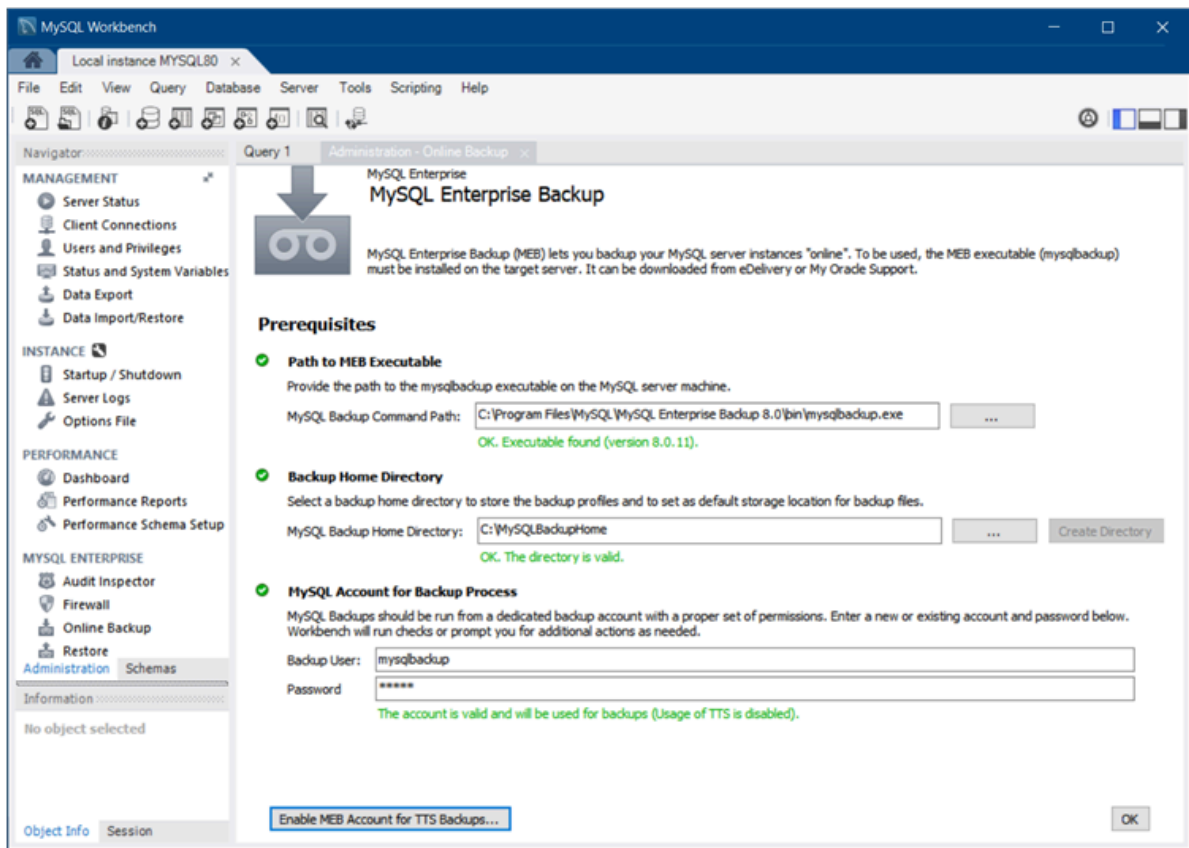 MySQL Workbench
Local instance MYSQL80
File Edit View Query Database Server Tools Scripting Help
Navigator
MANAGEMENT
Server Status
Client Connections
Users and Privileges
Status and System Variables
Data Export
Data Import/Restore
INSTANCE
Startup / Shutdown
Server Logs
Options File
PERFORMANCE
Dashboard
Performance Reports
Performance Schema Setup
MYSQL ENTERPRISE
Audit Inspector
Firewall
Online Backup
Restore
Administration Schemas
Information
No object selected
Object Info Session
Query 1 Administration - Online Backup
MySQL Enterprise
MySQL Enterprise Backup
MySQL Enterprise Backup (MEB) lets you backup your MySQL server instances "online". To be used, the MEB executable (mysqlbackup)
must be installed on the target server. It can be downloaded from eDelivery or My Oracle Support.
Prerequisites
Path to MEB Executable
Provide the path to the mysqlbackup executable on the MySQL server machine.
MySQL Backup Command Path: C:\Program Files\MySQL\MySQL Enterprise Backup 8.0\bin\mysqlbackup.exe ...
OK. Executable found (version 8.0.11).
Backup Home Directory
Select a backup home directory to store the backup profiles and to set as default storage location for backup files.
MySQL Backup Home Directory: C:\MySQLBackupHome ... Create Directory
OK. The directory is valid.
MySQL Account for Backup Process
MySQL Backups should be run from a dedicated backup account with a proper set of permissions. Enter a new or existing account and password below.
Workbench will run checks or prompt you for additional actions as needed.
Backup User: mysqlbackup
Password *****
The account is valid and will be used for backups (Usage of TTS is disabled).
Enable MEB Account for TTS Backups... OK